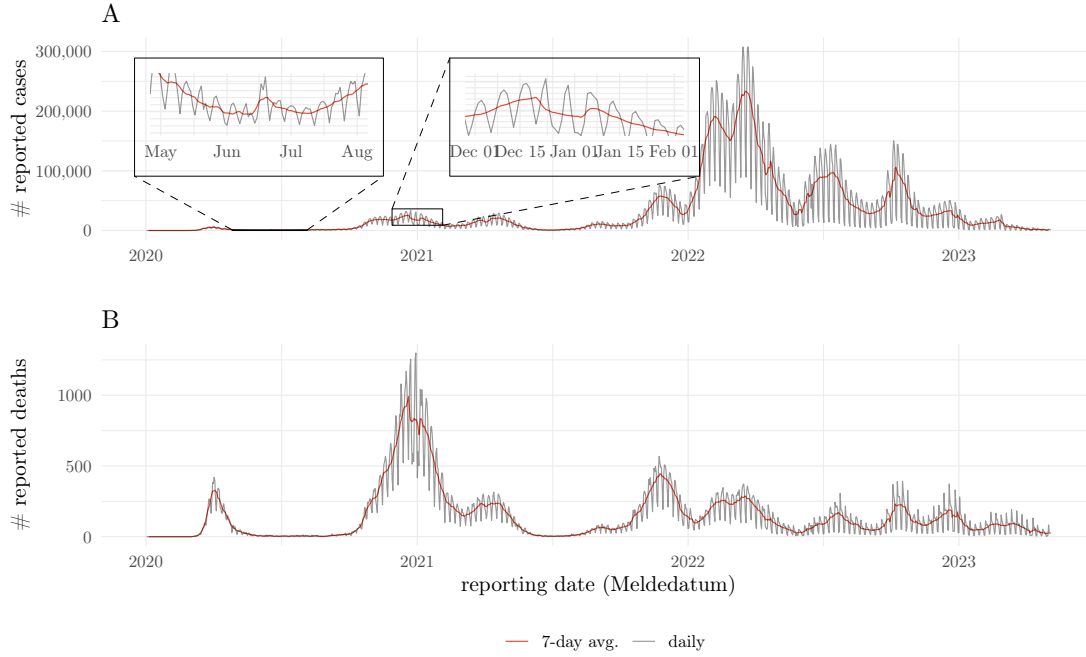 A
# reported cases
300,000
200,000
100,000
0
May Jun Jul Aug
Dec 01 Dec 15 Jan 01 Jan 15 Feb 01
2020 2021 2022 2023
B
# reported deaths
1000
500
0
2020 2021 2022 2023
reporting date (Meldedatum)
7-day avg. daily